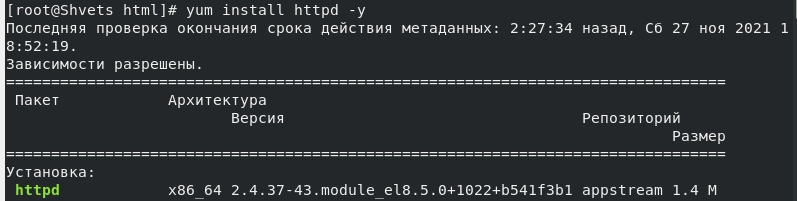 [root@Shvets html]# yum install httpd -y
Последняя проверка окончания срока действия метаданных: 2:27:34 назад, Сб 27 ноя 2021 1
8:52:19.
Зависимости разрешены.
================================================================================
Пакет Архитектура
Версия Репозиторий
Размер
================================================================================
Установка:
httpd x86_64 2.4.37-43.module_el8.5.0+1022+b541f3b1 appstream 1.4 M